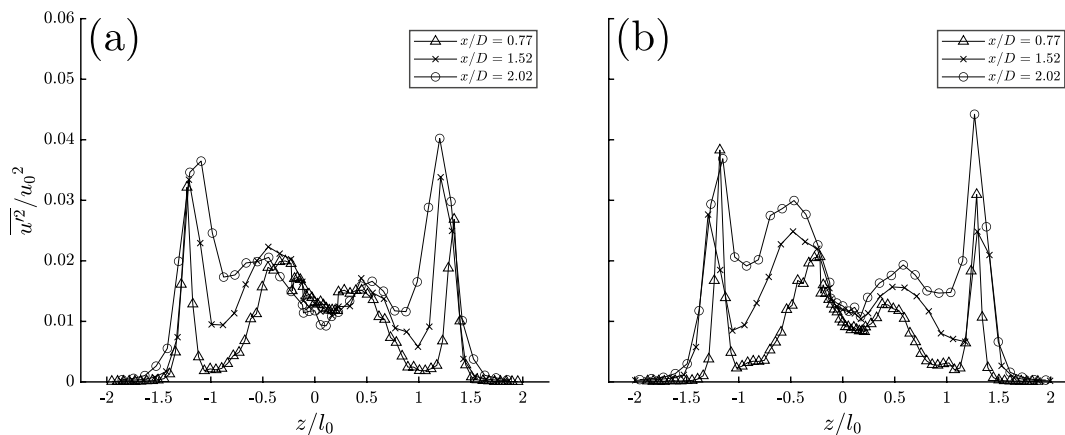 (a)
x/D = 0.77
x/D = 1.52
x/D = 2.02
0.06
0.05
0.04
0.03
0.02
0.01
0
-2 -1.5 -1 -0.5 0 0.5 1 1.5 2
z/l₀
u'²/u₀²
(b)
x/D = 0.77
x/D = 1.52
x/D = 2.02
-2 -1.5 -1 -0.5 0 0.5 1 1.5 2
z/l₀